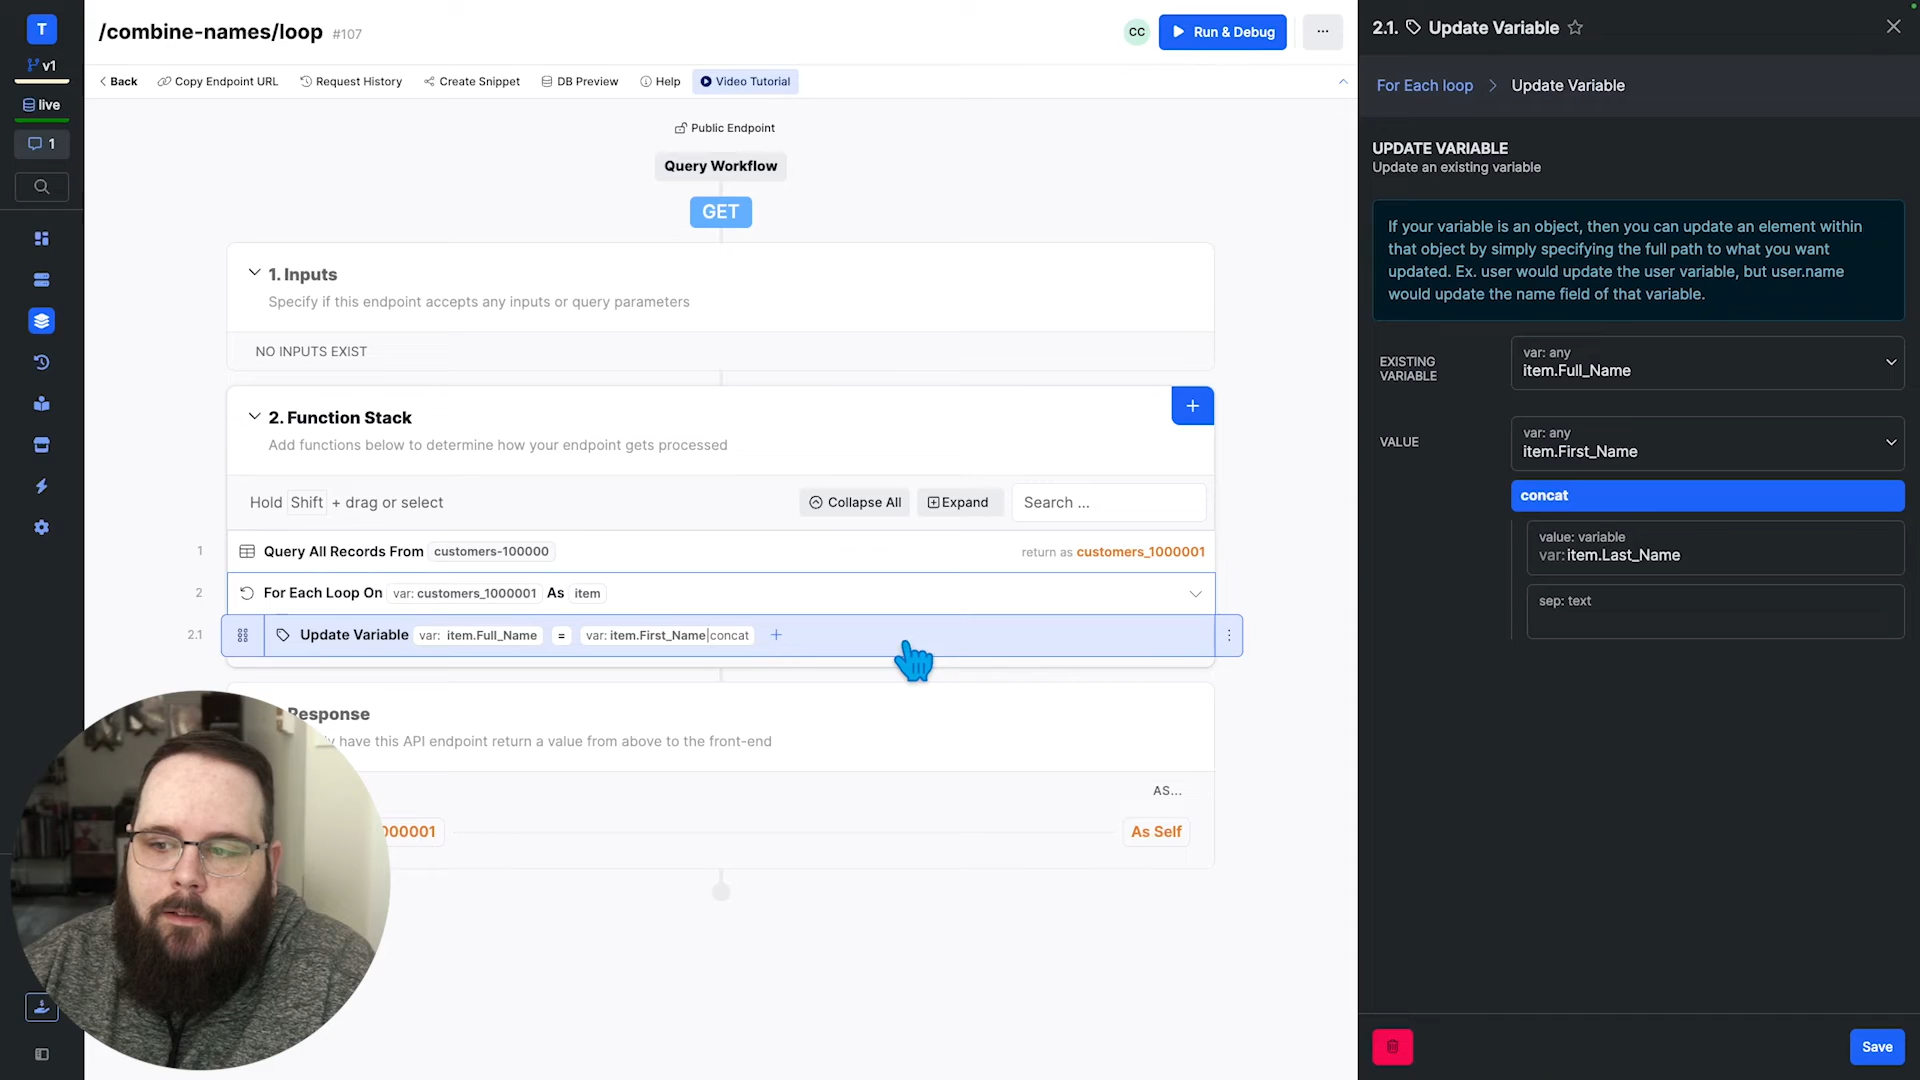 T
v1
live
1
/combine-names/loop #107
CC
Run & Debug
...
Back
Copy Endpoint URL
Request History
Create Snippet
DB Preview
Help
Video Tutorial
Public Endpoint
Query Workflow
GET
1. Inputs
Specify if this endpoint accepts any inputs or query parameters
NO INPUTS EXIST
2. Function Stack
+
Add functions below to determine how your endpoint gets processed
Hold Shift + drag or select
Collapse All
Expand
Search ...
1 Query All Records From customers-100000 return as customers_1000001
2 For Each Loop On var: customers_1000001 As item
2.1 Update Variable var: item.Full_Name = var: item.First_Name|concat +
Response
have this API endpoint return a value from above to the front-end
AS...
000001
As Self
2.1. Update Variable
For Each loop > Update Variable
UPDATE VARIABLE
Update an existing variable
If your variable is an object, then you can update an element within
that object by simply specifying the full path to what you want
updated. Ex. user would update the user variable, but user.name
would update the name field of that variable.
EXISTING
VARIABLE
var: any
item.Full_Name
VALUE
var: any
item.First_Name
concat
value: variable
var: item.Last_Name
sep: text
Save